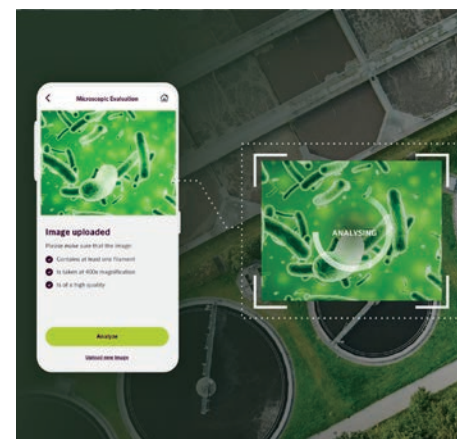 Microscopic Evaluation
Image uploaded
Please make sure that the image:
Contains at least one filament
Is taken at 400x magnification
Is of a high quality
Analyze
Upload new image
ANALYSING